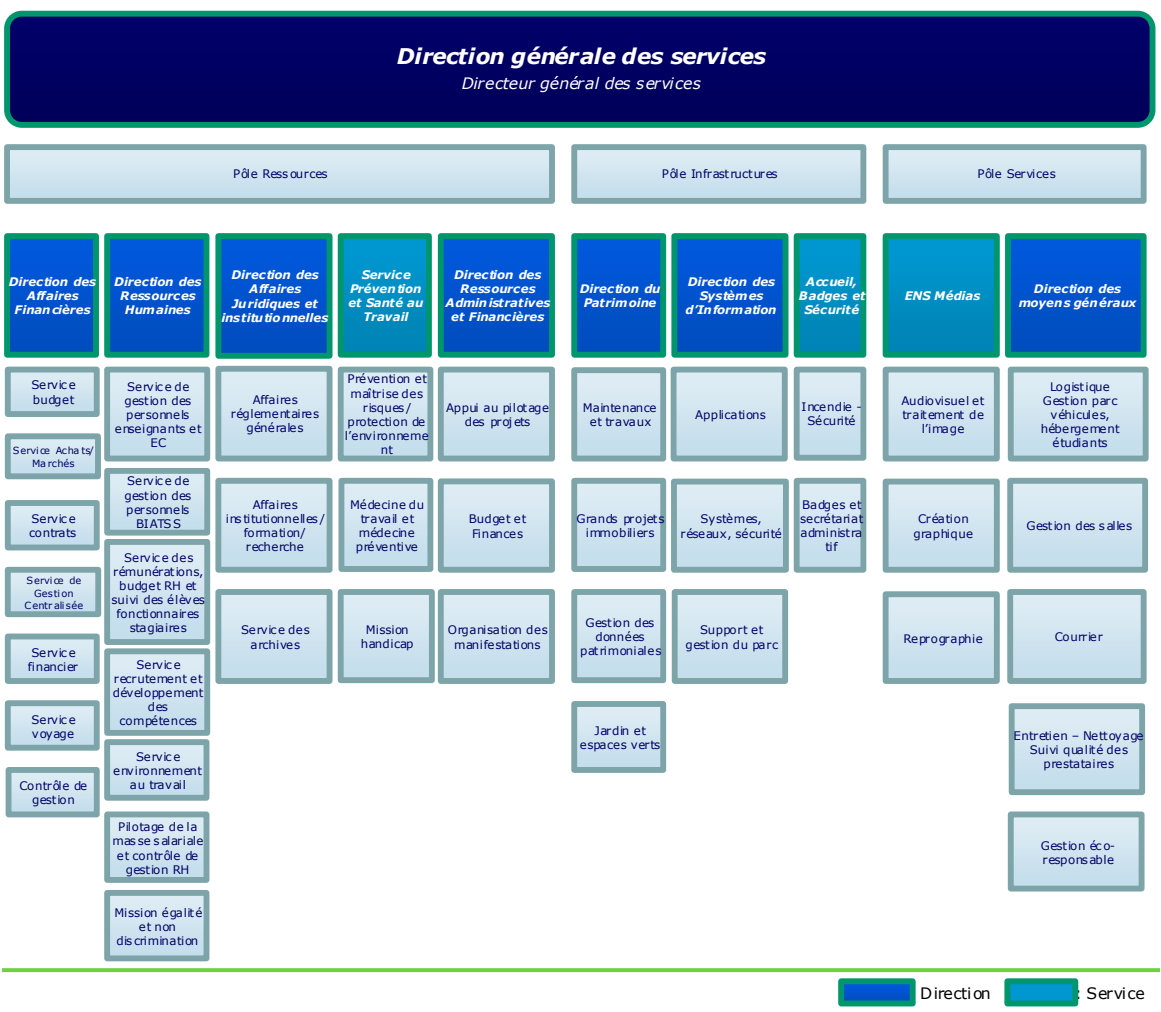 Direction générale des services
Directeur général des services
Pôle Ressources
Pôle Infrastructures
Pôle Services
Direction des
Affaires
Financières
Direction des
Ressources
Humaines
Direction des
Affaires
Juridiques et
institutionnelles
Service
Prévention
et Santé au
Travail
Direction des
Ressources
Administratives
et Financières
Direction du
Patrimoine
Direction des
Systèmes
d’Information
Accueil,
Badges et
Sécurité
ENS Médias
Direction des
moyens généraux
Service
budget
Service Achats/
Marchés
Service
contrats
Service de
Gestion
Centralisée
Service
financier
Service
voyage
Contrôle de
gestion
Service de
gestion des
personnels
enseignants et
EC
Service de
gestion des
personnels
BIATSS
Service des
rémunérations,
budget RH et
suivi des élèves
fonctionnaires
stagiaires
Service
recrutement et
développement
des
compétences
Service
environnement
au travail
Pilotage de la
masse salariale
et contrôle de
gestion RH
Mission égalité
et non
discrimination
Affaires
réglementaires
générales
Affaires
institutionnelles/
formation/
recherche
Service des
archives
Prévention et
maîtrise des
risques/
protection de
l’environneme
nt
Médecine du
travail et
médecine
préventive
Mission
handicap
Appui au pilotage
des projets
Budget et
Finances
Organisation des
manifestations
Maintenance
et travaux
Grands projets
immobiliers
Gestion des
données
patrimoniales
Jardin et
espaces verts
Applications
Systèmes,
réseaux, sécurité
Support et
gestion du parc
Incendie -
Sécurité
Badges et
secrétariat
administra
tif
Audiovisuel et
traitement de
l’image
Création
graphique
Reprographie
Logistique
Gestion parc
véhicules,
hébergement
étudiants
Gestion des salles
Courrier
Entretien – Nettoyage
Suivi qualité des
prestataires
Gestion éco-
responsable
Direction
: Service